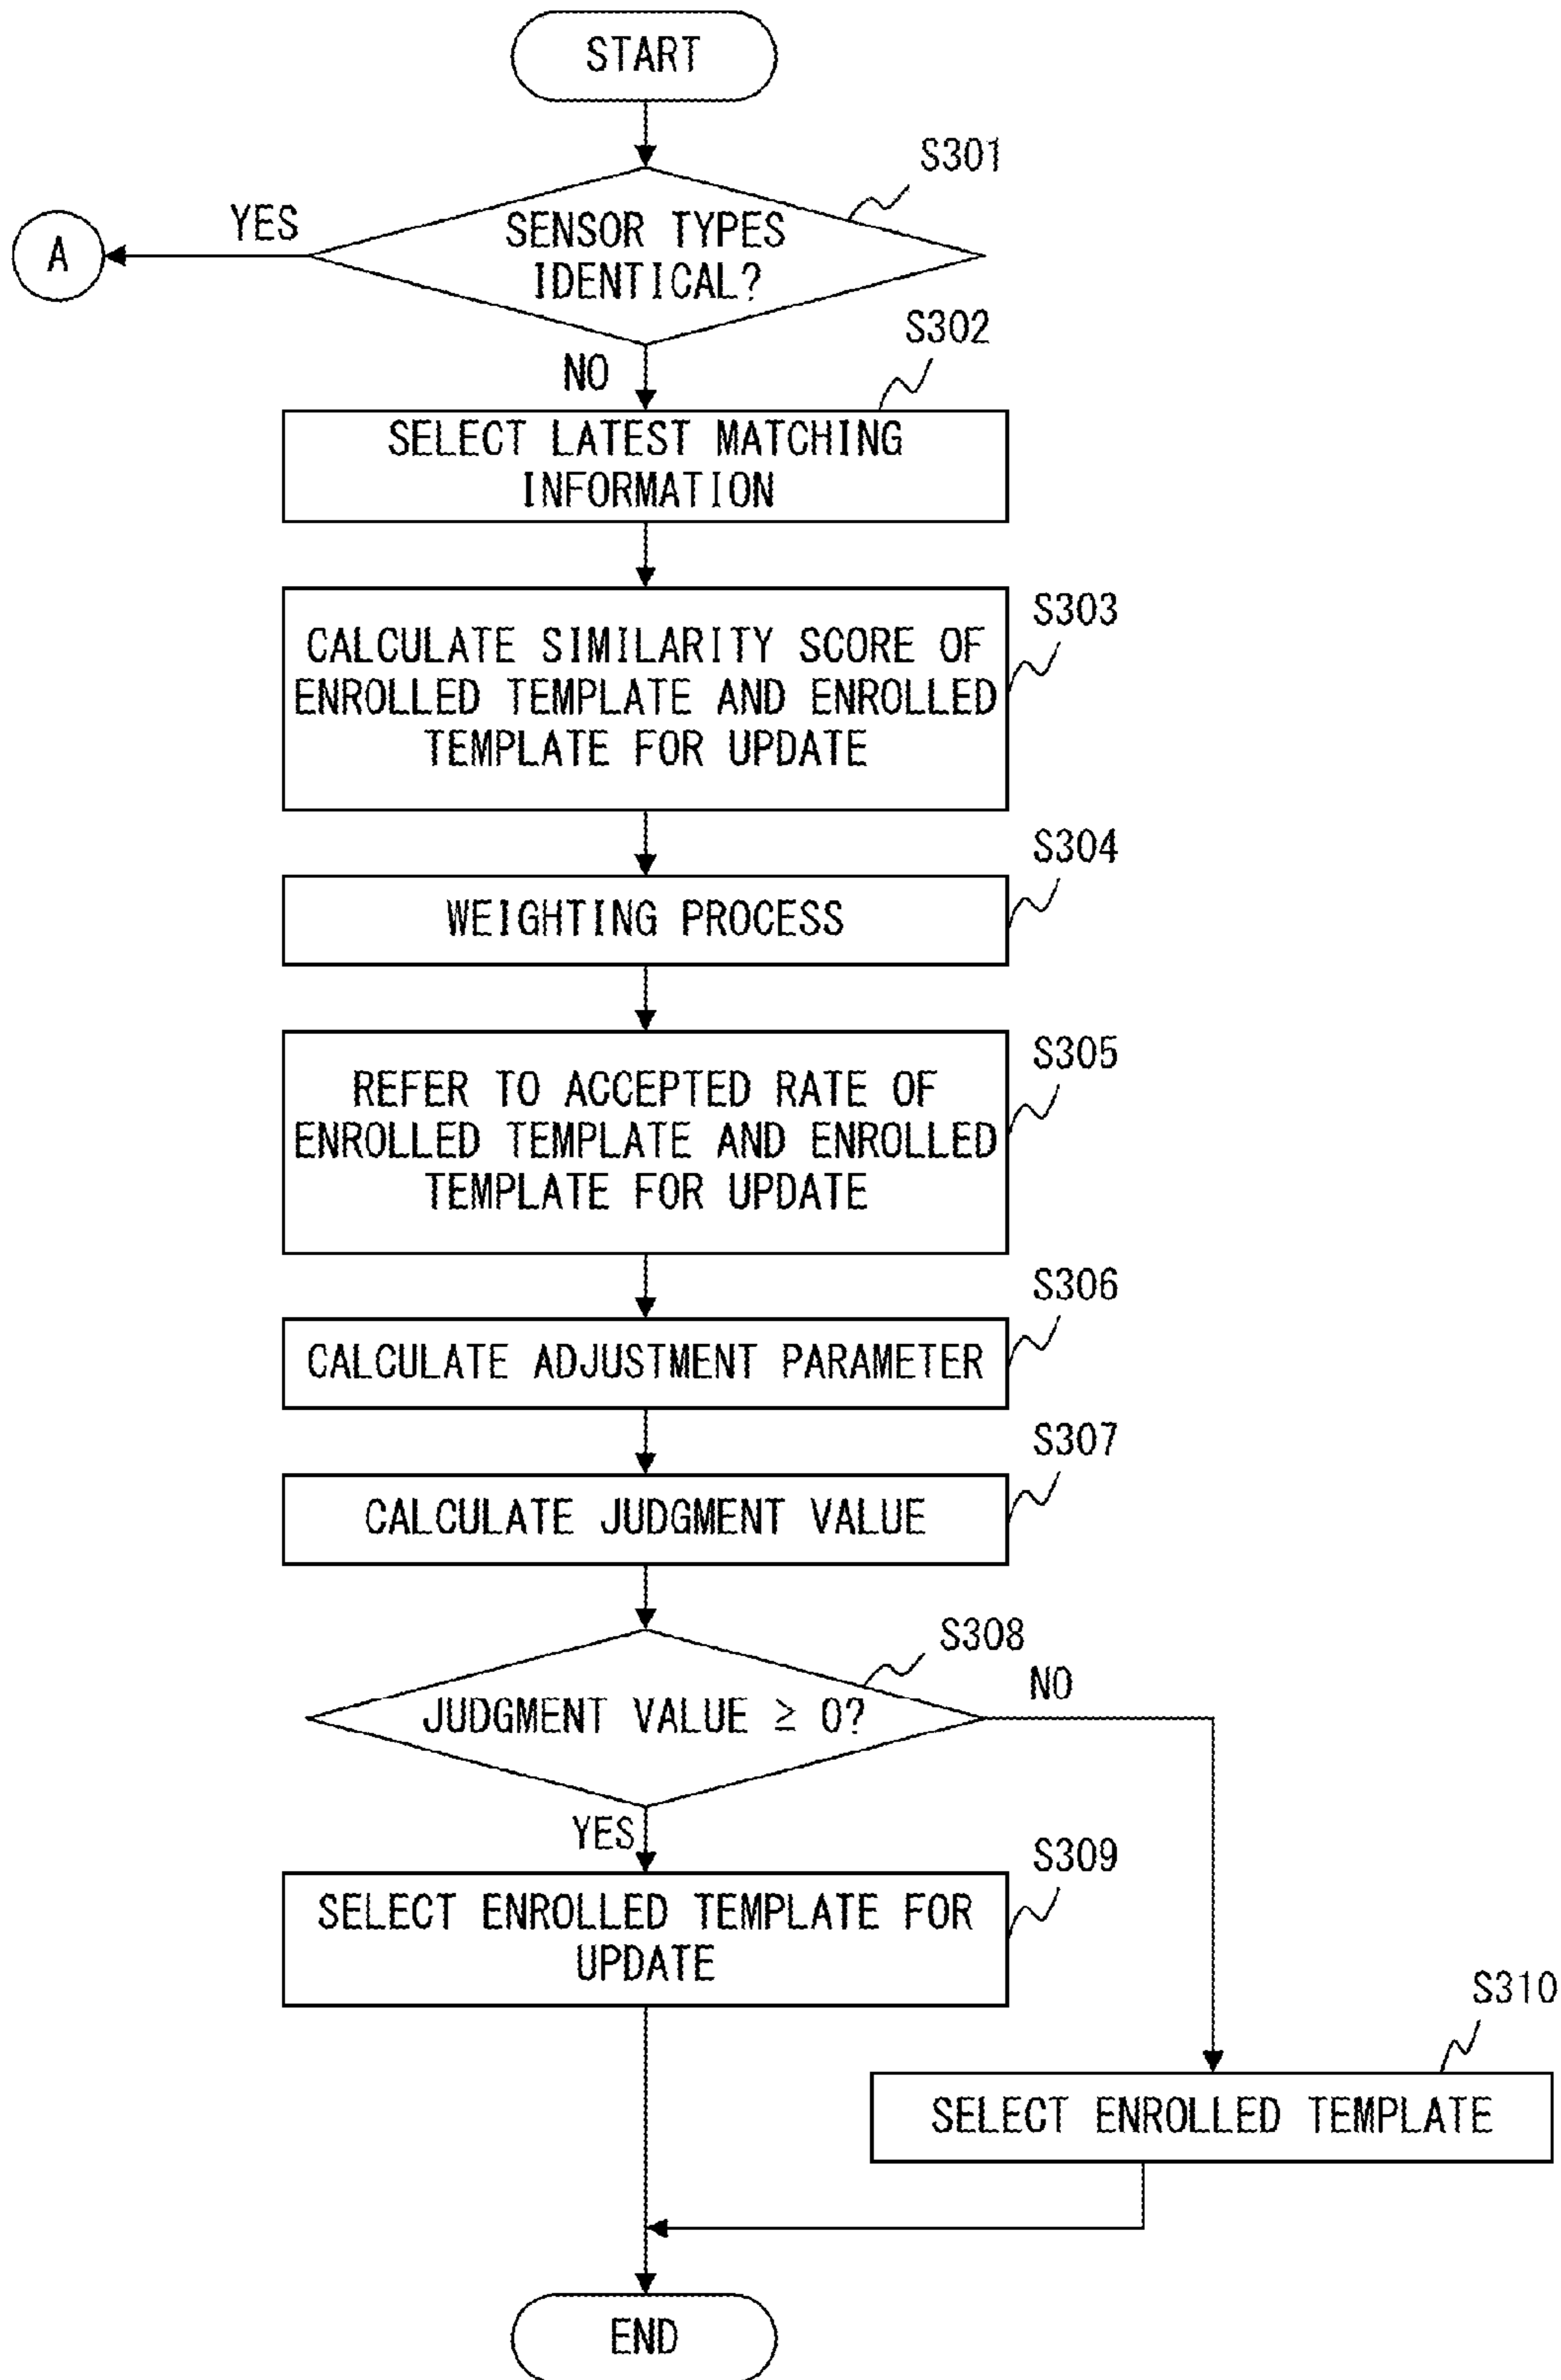 START
S301
YES
A
SENSOR TYPES
IDENTICAL?
S302
NO
SELECT LATEST MATCHING
INFORMATION
S303
CALCULATE SIMILARITY SCORE OF
ENROLLED TEMPLATE AND ENROLLED
TEMPLATE FOR UPDATE
S304
WEIGHTING PROCESS
S305
REFER TO ACCEPTED RATE OF
ENROLLED TEMPLATE AND ENROLLED
TEMPLATE FOR UPDATE
S306
CALCULATE ADJUSTMENT PARAMETER
S307
CALCULATE JUDGMENT VALUE
S308
NO
JUDGMENT VALUE ≥ 0?
YES
S309
SELECT ENROLLED TEMPLATE FOR
UPDATE
S310
SELECT ENROLLED TEMPLATE
END